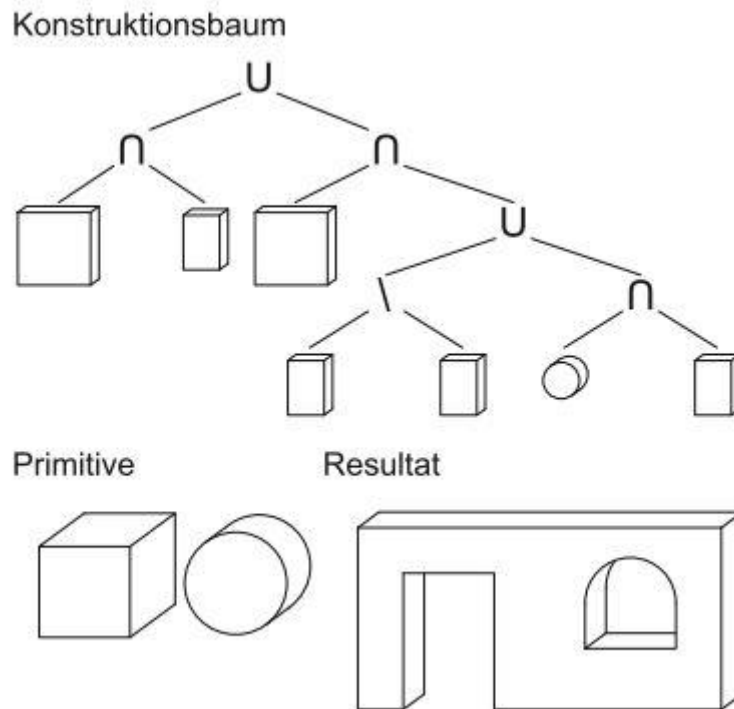 Konstruktionsbaum
∪
∩ ∩
∪
\ ∩
Primitive Resultat